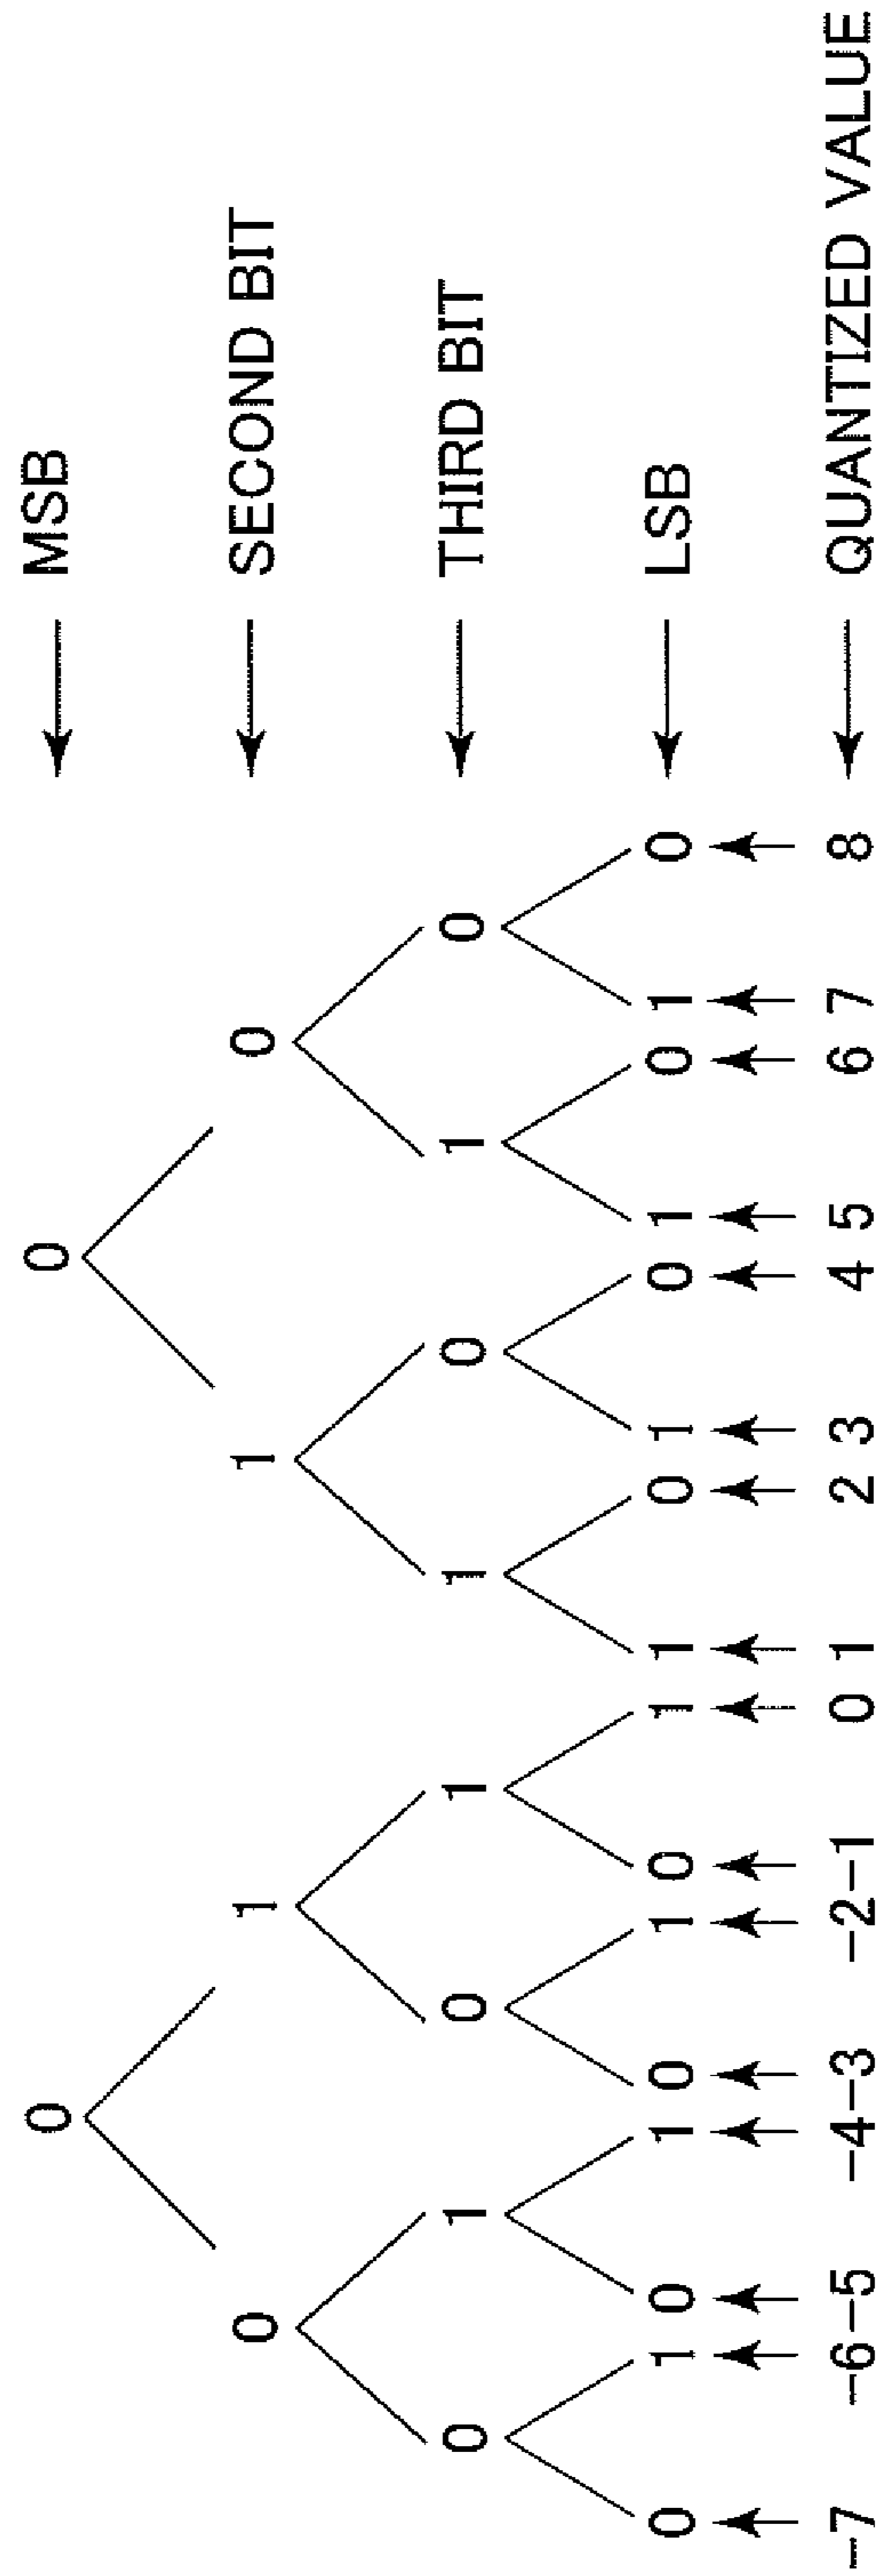 0 0 MSB
0 1 1 0 SECOND BIT
0 1 0 1 1 0 1 0 THIRD BIT
0 1 0 1 0 1 0 1 1 0 1 0 1 0 1 0 LSB
-7 -6 -5 -4 -3 -2 -1 0 1 2 3 4 5 6 7 8 QUANTIZED VALUE